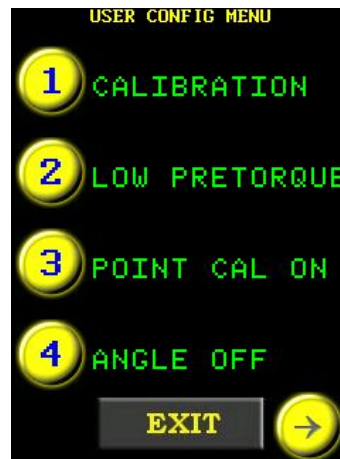 USER CONFIG MENU
1 CALIBRATION
2 LOW PRETORQUE
3 POINT CAL ON
4 ANGLE OFF
EXIT